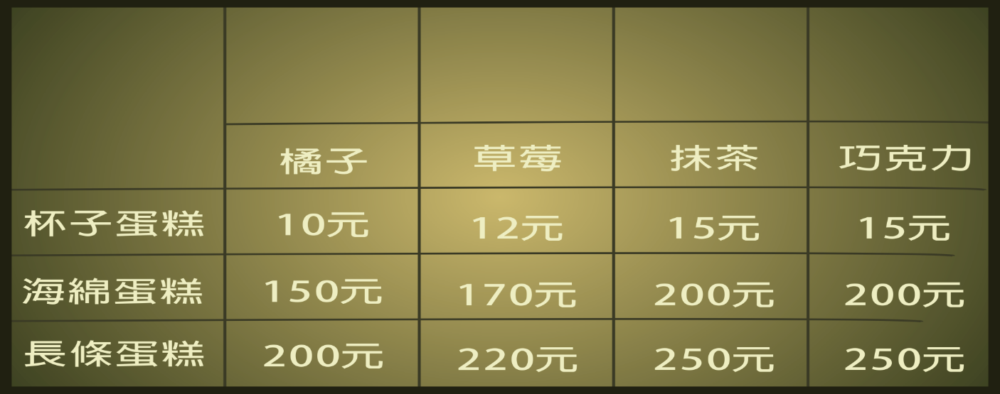 橘子 草莓 抹茶 巧克力
杯子蛋糕 10元 12元 15元 15元
海綿蛋糕 150元 170元 200元 200元
長條蛋糕 200元 220元 250元 250元